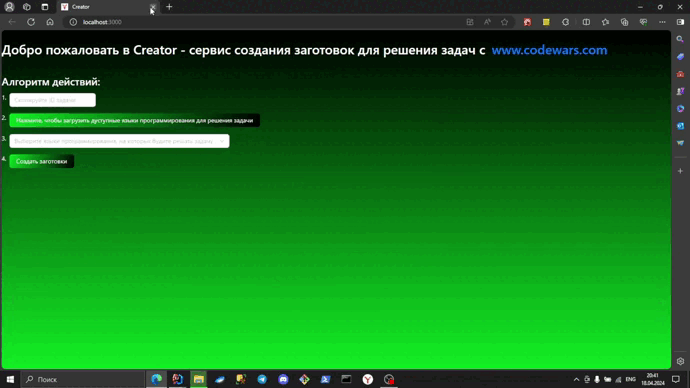 Creator
localhost:3000
Добро пожаловать в Creator - сервис создания заготовок для решения задач с www.codewars.com
Алгоритм действий:
1. Скопируйте ID задачи
2. Нажмите, чтобы загрузить доступные языки программирования для решения задачи
3. Выберите языки программирования, на которых будете решать задачу
4. Создать заготовки
Поиск
ENG
20:41
18.04.2024